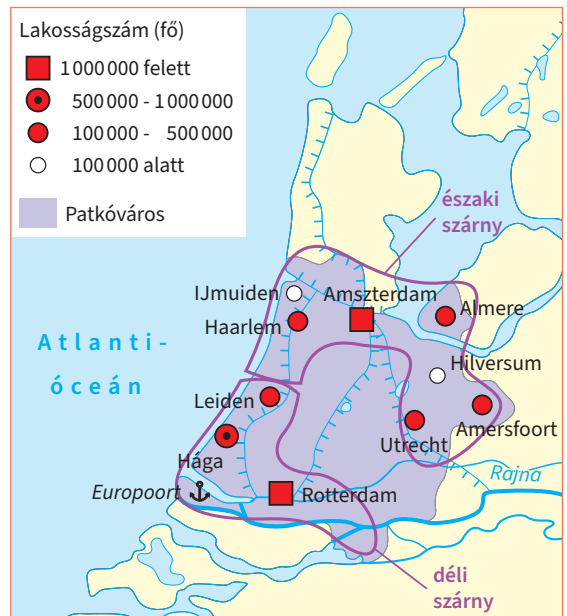 Lakosságszám (fő)
1 000 000 felett
500 000 - 1 000 000
100 000 - 500 000
100 000 alatt
Patkóváros
északi
szárny
IJmuiden
Amszterdam
Almere
Haarlem
Atlanti-
óceán
Hilversum
Leiden
Amersfoort
Utrecht
Hága
Rajna
Europoort
Rotterdam
déli
szárny